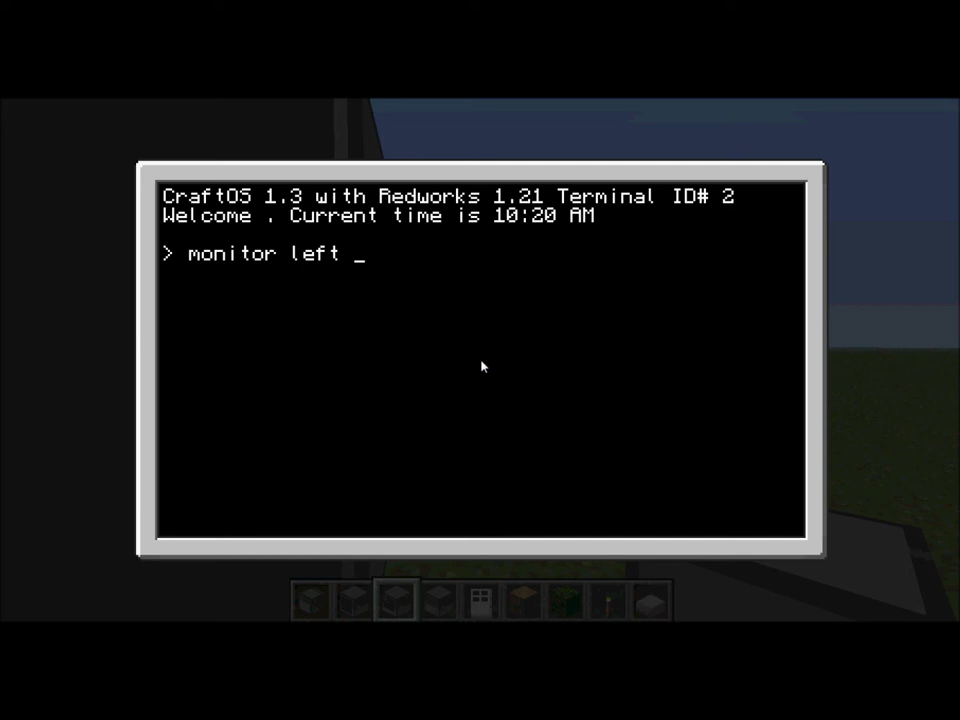 CraftOS 1.3 with Redworks 1.21 Terminal ID# 2
Welcome . Current time is 10:20 AM
> monitor left _